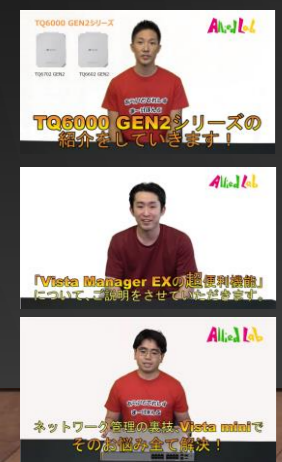 TQ6000 GEN2シリーズ
Allied Lab.
TQ6702 GEN2
TQ6602 GEN2
TQ6000 GEN2シリーズの
紹介をしていきます！
Allied Lab.
「Vista Manager EXの超便利機能」
について、ご説明をさせていただきます。
Allied Lab.
ネットワーク管理の裏技、Vista miniで
そのお悩み全て解決！